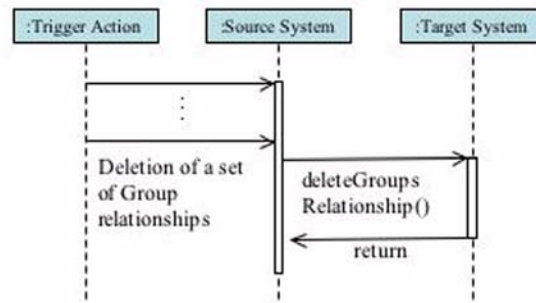 :Trigger Action
:Source System
:Target System
Deletion of a set
of Group
relationships
deleteGroups
Relationship()
return